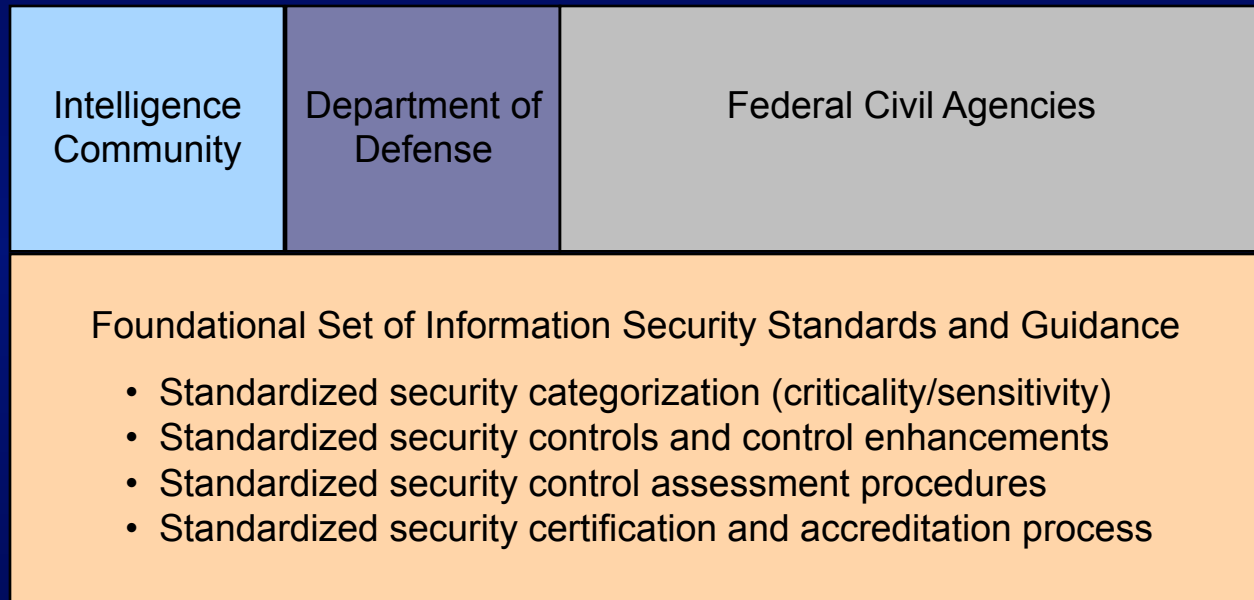 Intelligence
Community
Department of
Defense
Federal Civil Agencies
Foundational Set of Information Security Standards and Guidance
• Standardized security categorization (criticality/sensitivity)
• Standardized security controls and control enhancements
• Standardized security control assessment procedures
• Standardized security certification and accreditation process